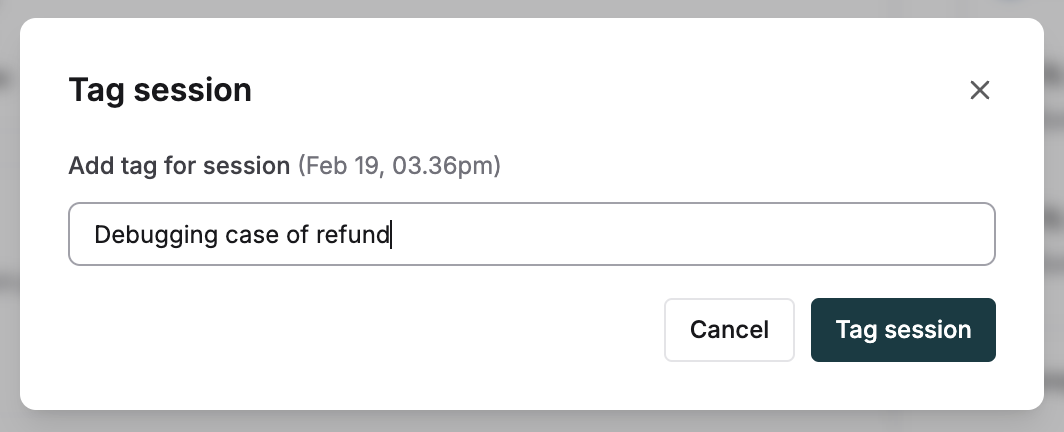 Tag session
Add tag for session (Feb 19, 03.36pm)
Debugging case of refund
Cancel
Tag session